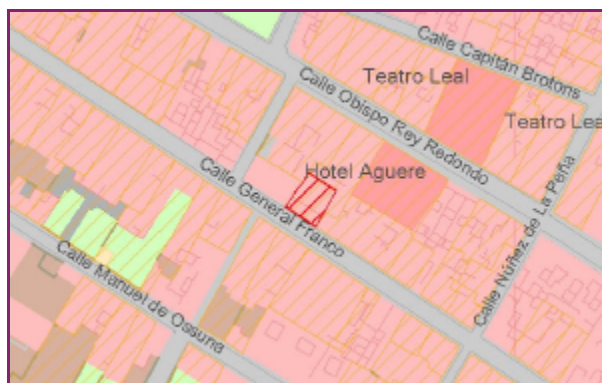 Calle Capitán Brotons
Teatro Leal
Calle Obispo Rey Redondo
Teatro Lea
Hotel Aguere
Calle General Franco
Calle Núñez de La Peña
Calle Manuel de Ossuna